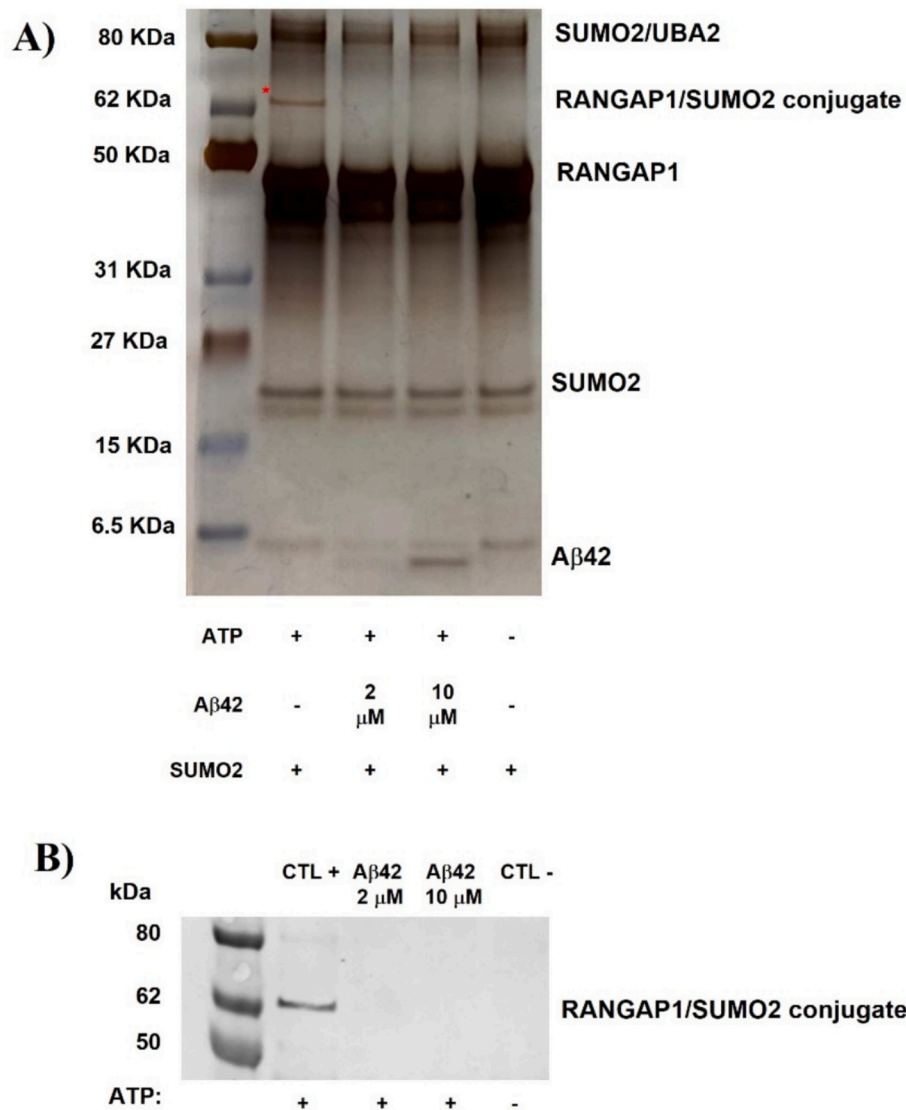 A)
80 KDa SUMO2/UBA2
62 KDa * RANGAP1/SUMO2 conjugate
50 KDa RANGAP1
31 KDa
27 KDa
SUMO2
15 KDa
6.5 KDa
Aβ42
ATP + + + -
Aβ42 - 2 μM 10 μM -
SUMO2 + + + +
B)
kDa CTL + Aβ42 2 μM Aβ42 10 μM CTL -
80
62 RANGAP1/SUMO2 conjugate
50
ATP: + + + -